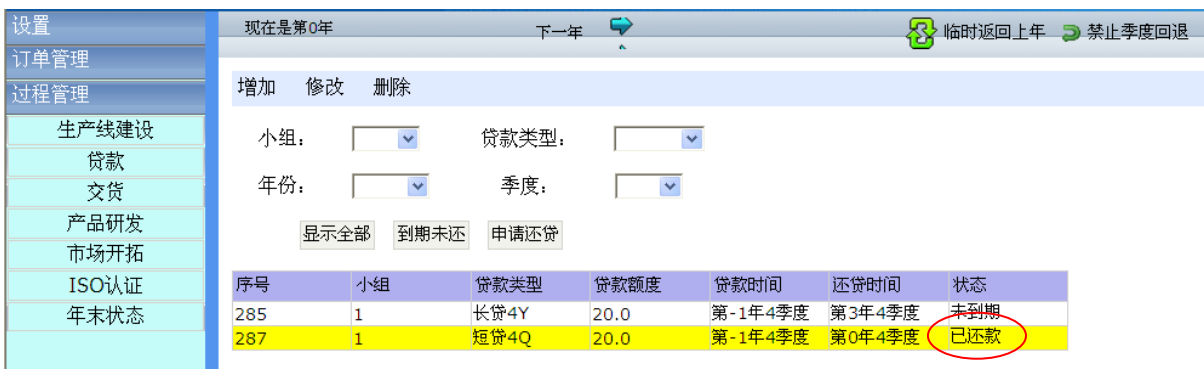 设置
订单管理
过程管理
生产线建设
贷款
交货
产品研发
市场开拓
ISO认证
年末状态
现在是第0年 下一年 临时返回上年 禁止季度回退
增加 修改 删除
小组： 贷款类型：
年份： 季度：
显示全部 到期未还 申请还贷
序号 小组 贷款类型 贷款额度 贷款时间 还贷时间 状态
285 1 长贷4Y 20.0 第-1年4季度 第3年4季度 未到期
287 1 短贷4Q 20.0 第-1年4季度 第0年4季度 已还款